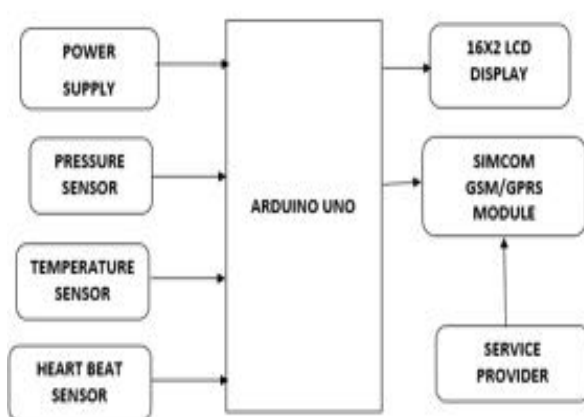 POWER
SUPPLY
PRESSURE
SENSOR
TEMPERATURE
SENSOR
HEART BEAT
SENSOR
ARDUINO UNO
16X2 LCD
DISPLAY
SIMCOM
GSM/GPRS
MODULE
SERVICE
PROVIDER